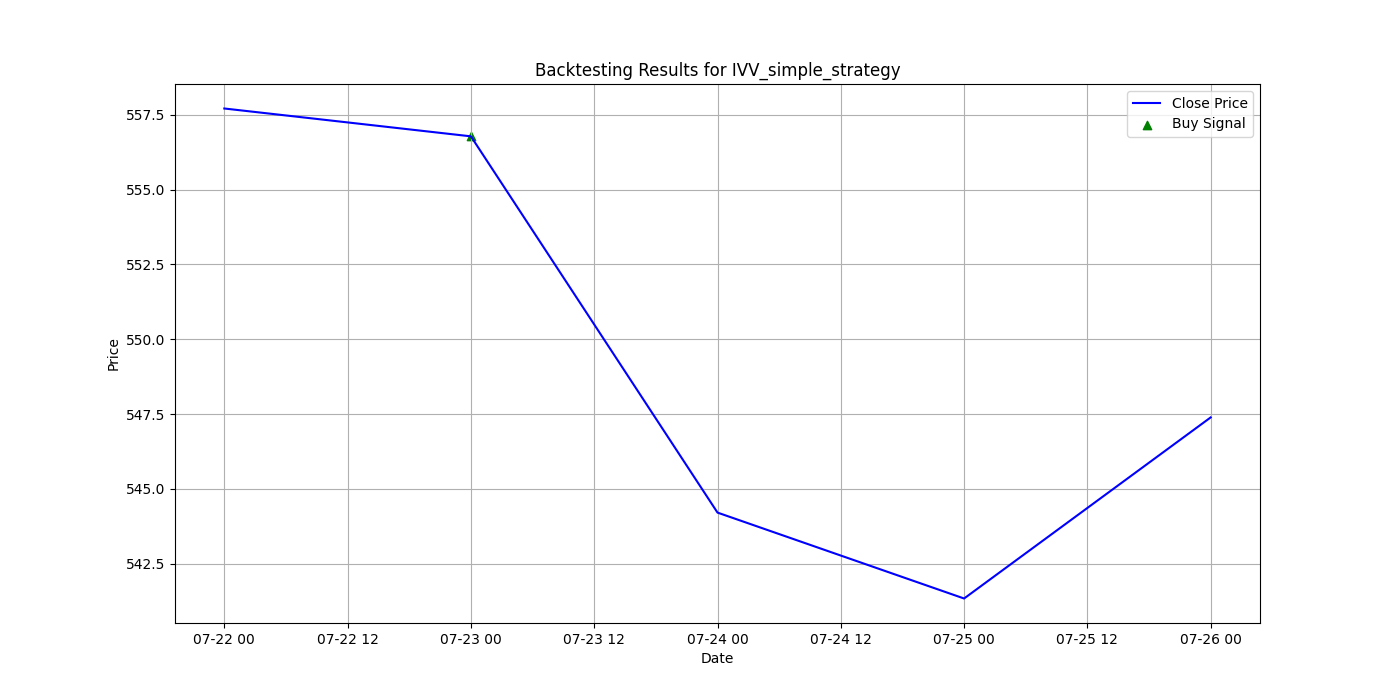 Backtesting Results for IVV_simple_strategy
Close Price
Buy Signal
557.5
555.0
552.5
550.0
547.5
545.0
542.5
Price
07-22 00 07-22 12 07-23 00 07-23 12 07-24 00 07-24 12 07-25 00 07-25 12 07-26 00
Date